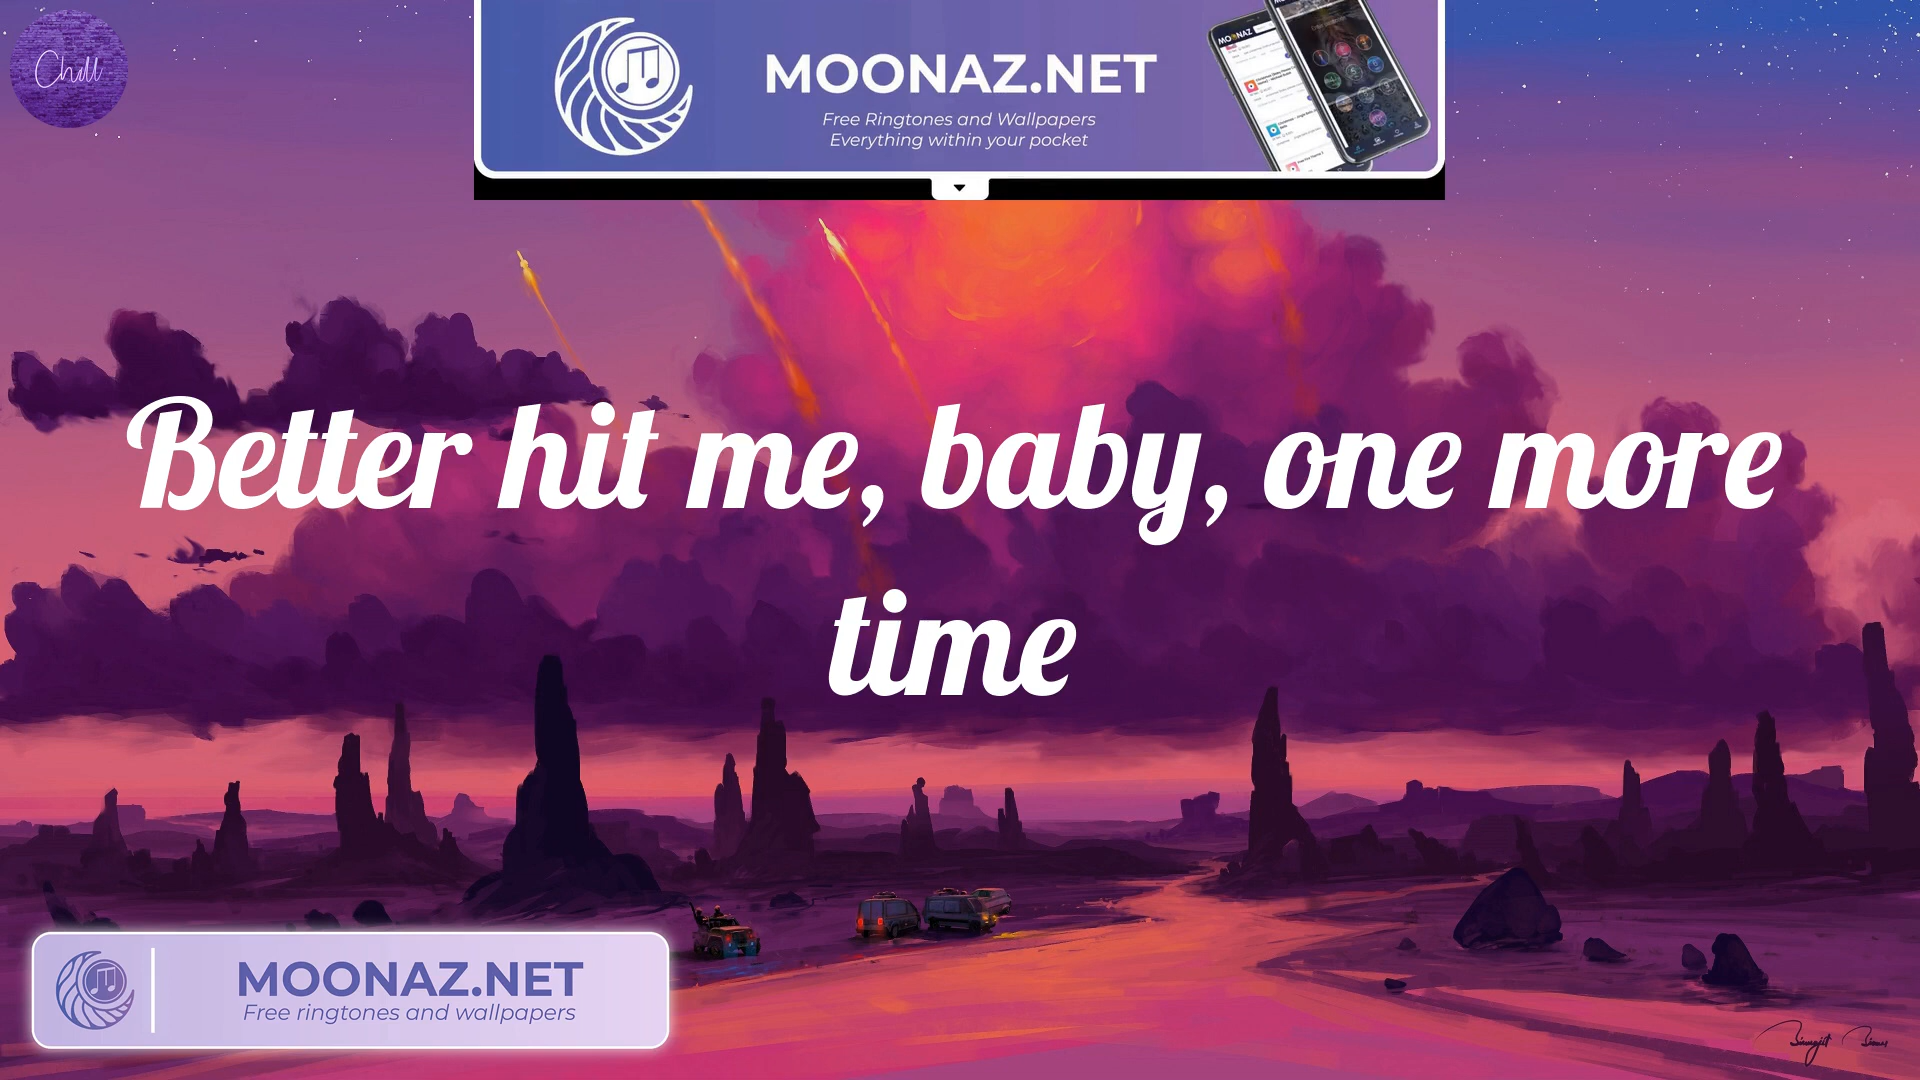 Chill
MOONAZ.NET
Free Ringtones and Wallpapers
Everything within your pocket
Better hit me, baby, one more
time
MOONAZ.NET
Free ringtones and wallpapers